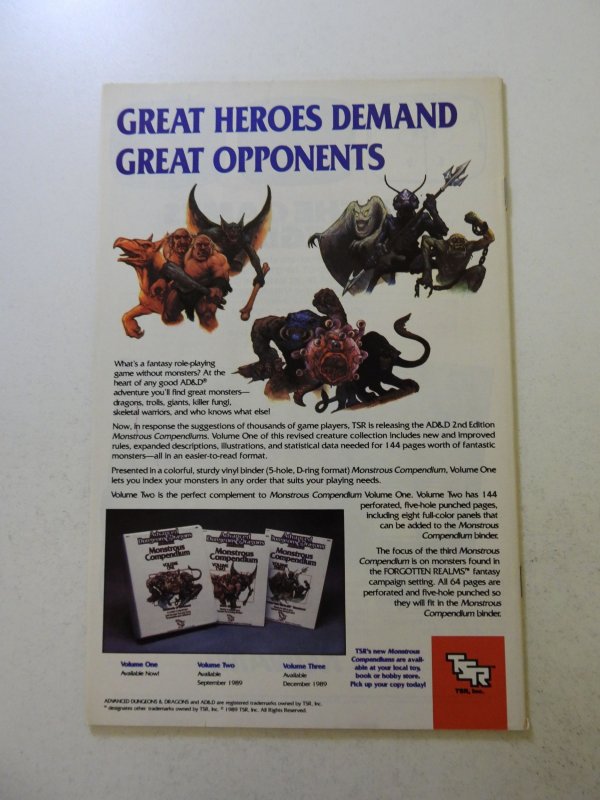 GREAT HEROES DEMAND
GREAT OPPONENTS
What's a fantasy role-playing
game without monsters? At the
heart of any good AD&D®
adventure you'll find great monsters—
dragons, trolls, giants, killer fungi,
skeletal warriors, and who knows what else!
Now, in response the suggestions of thousands of game players, TSR is releasing the AD&D 2nd Edition
Monstrous Compendiums. Volume One of this revised creature collection includes new and improved
rules, expanded descriptions, illustrations, and statistical data needed for 144 pages worth of fantastic
monsters—all in an easier-to-read format.
Presented in a colorful, sturdy vinyl binder (5-hole, D-ring format) Monstrous Compendium, Volume One
lets you index your monsters in any order that suits your playing needs.
Volume Two is the perfect complement to Monstrous Compendium Volume One. Volume Two has 144
perforated, five-hole punched pages,
including eight full-color panels that
can be added to the Monstrous
Compendium binder.
The focus of the third Monstrous
Compendium is on monsters found in
the FORGOTTEN REALMS™ fantasy
campaign setting. All 64 pages are
perforated and five-hole punched so
they will fit in the Monstrous
Compendium binder.
Advanced
Dungeons & Dragons
Monstrous
Compendium
VOLUME
ONE
Advanced
Dungeons & Dragons
Monstrous
Compendium
VOLUME
TWO
Advanced
Dungeons & Dragons
Monstrous
Compendium
Volume One
Available Now!
Volume Two
Available
September 1989
Volume Three
Available
December 1989
TSR's new Monstrous
Compendiums are avail-
able at your local toy,
book or hobby store.
Pick up your copy today!
TSR
TSR, Inc.
ADVANCED DUNGEONS & DRAGONS and AD&D are registered trademarks owned by TSR, Inc.
™ designates other trademarks owned by TSR, Inc. © 1989 TSR, Inc. All Rights Reserved.